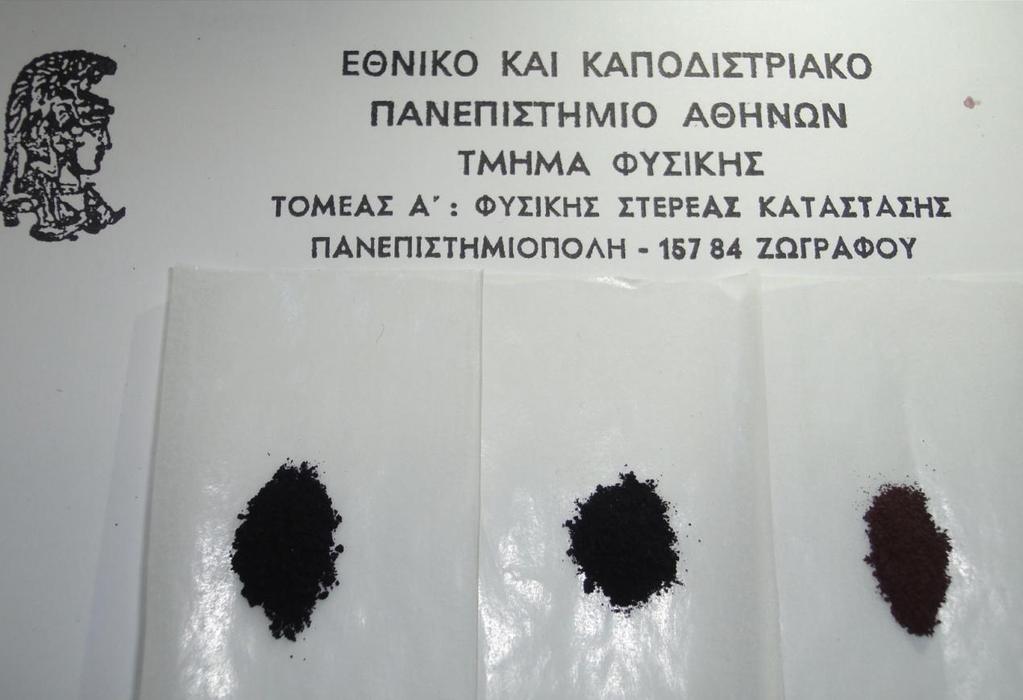 ΕΘΝΙΚΟ ΚΑΙ ΚΑΠΟΔΙΣΤΡΙΑΚΟ
ΠΑΝΕΠΙΣΤΗΜΙΟ ΑΘΗΝΩΝ
ΤΜΗΜΑ ΦΥΣΙΚΗΣ
ΤΟΜΕΑΣ Α΄: ΦΥΣΙΚΗΣ ΣΤΕΡΕΑΣ ΚΑΤΑΣΤΑΣΗΣ
ΠΑΝΕΠΙΣΤΗΜΙΟΠΟΛΗ - 157 84 ΖΩΓΡΑΦΟΥ